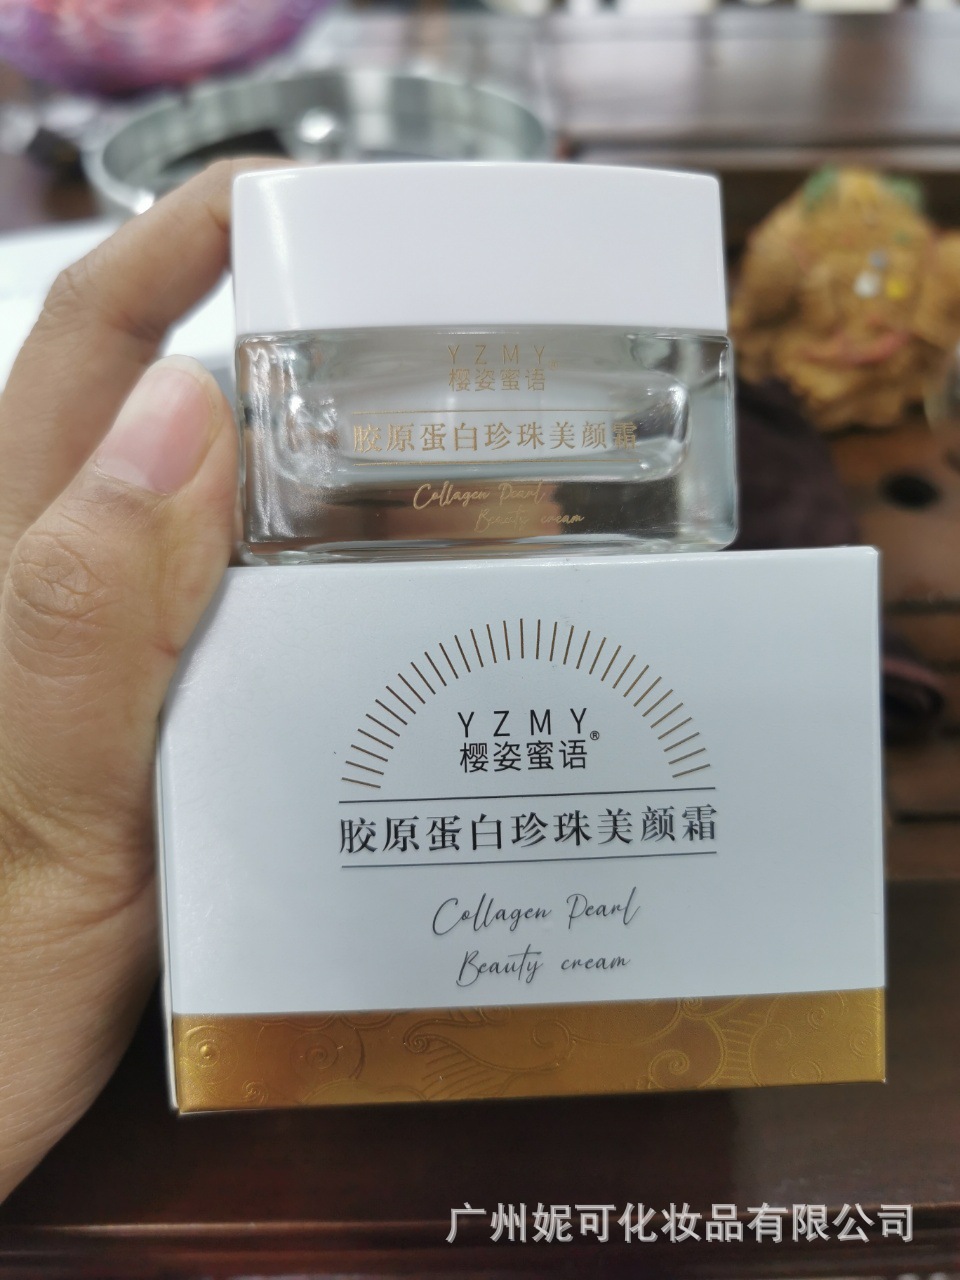 YZMY
樱姿蜜语®
胶原蛋白珍珠美颜霜
Collagen Pearl
Beauty cream
YZMY
樱姿蜜语®
胶原蛋白珍珠美颜霜
Collagen Pearl
Beauty cream
广州妮可化妆品有限公司